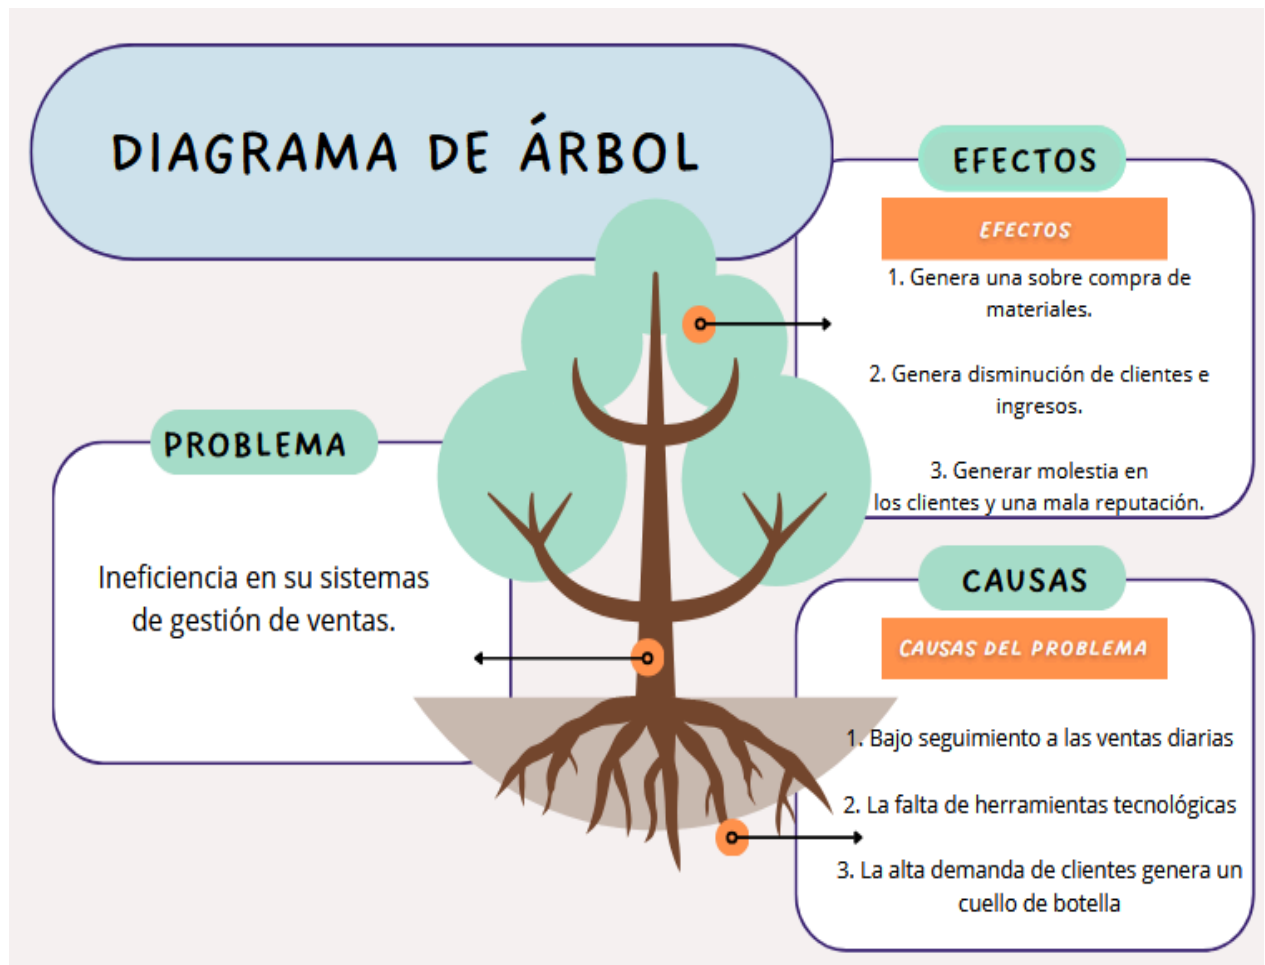 DIAGRAMA DE ÁRBOL
EFECTOS
EFECTOS
1. Genera una sobre compra de
materiales.
2. Genera disminución de clientes e
ingresos.
3. Generar molestia en
los clientes y una mala reputación.
PROBLEMA
Ineficiencia en su sistemas
de gestión de ventas.
CAUSAS
CAUSAS DEL PROBLEMA
1. Bajo seguimiento a las ventas diarias
2. La falta de herramientas tecnológicas
3. La alta demanda de clientes genera un
cuello de botella